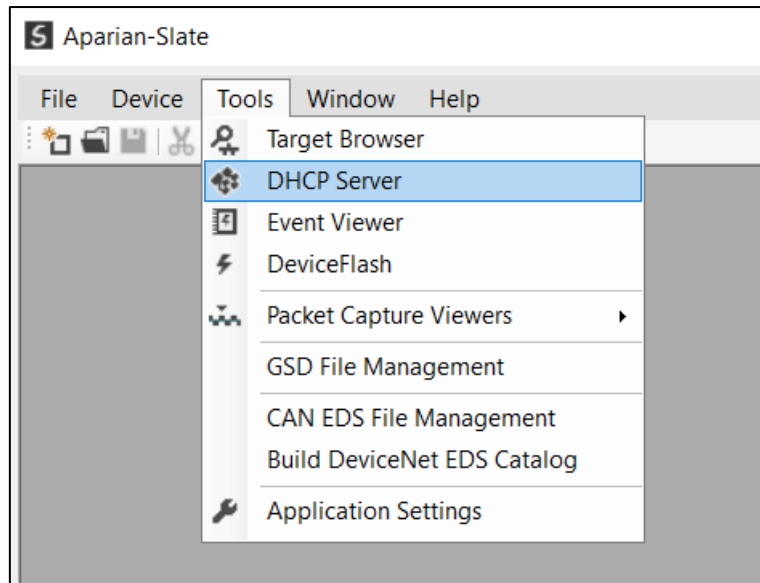 Aparian-Slate
File Device Tools Window Help
Target Browser
DHCP Server
Event Viewer
DeviceFlash
Packet Capture Viewers
GSD File Management
CAN EDS File Management
Build DeviceNet EDS Catalog
Application Settings